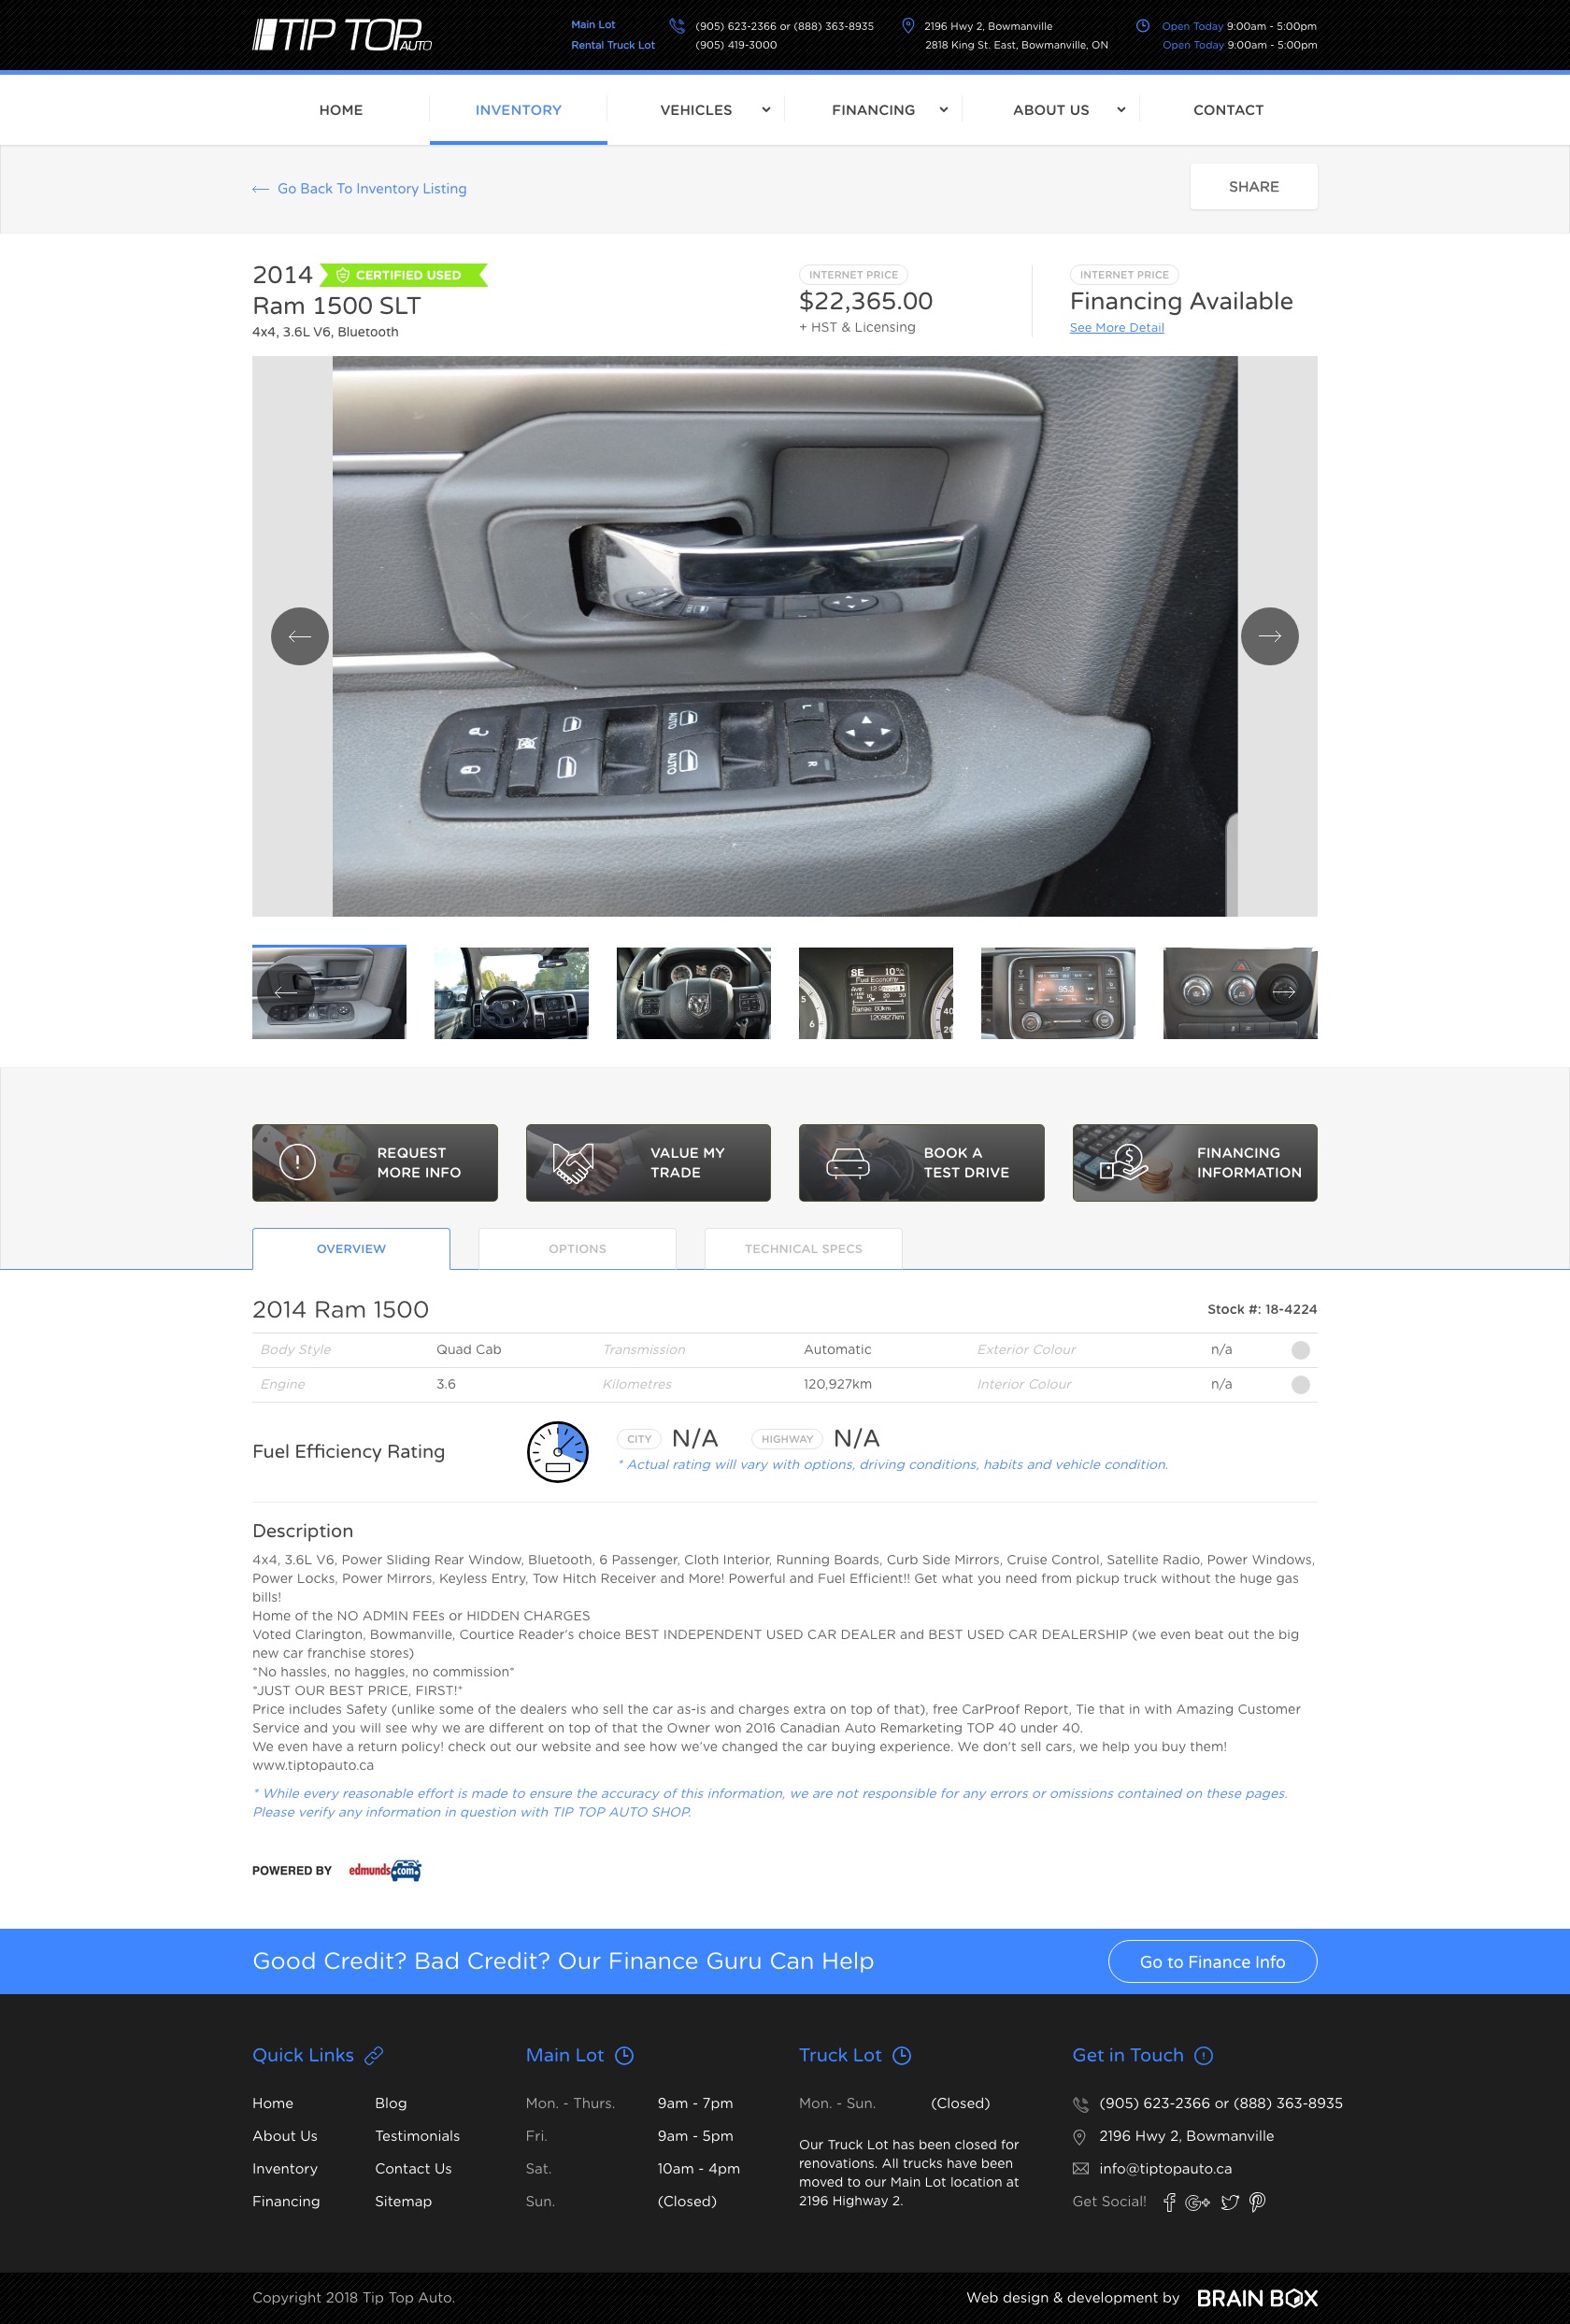 TIP TOP AUTO
Main Lot (905) 623-2366 or (888) 363-8935 2196 Hwy 2, Bowmanville Open Today 9:00am - 5:00pm
Rental Truck Lot (905) 419-3000 2818 King St. East, Bowmanville, ON Open Today 9:00am - 5:00pm
HOME INVENTORY VEHICLES FINANCING ABOUT US CONTACT
Go Back To Inventory Listing SHARE
2014 CERTIFIED USED
Ram 1500 SLT
4x4, 3.6L V6, Bluetooth
INTERNET PRICE
$22,365.00
+ HST & Licensing
INTERNET PRICE
Financing Available
See More Detail
AUTO
AUTO
L
R
SE 10°C
Fuel Economy
Range: 60km
120927km
95.3
REQUEST
MORE INFO
VALUE MY
TRADE
BOOK A
TEST DRIVE
FINANCING
INFORMATION
OVERVIEW OPTIONS TECHNICAL SPECS
2014 Ram 1500 Stock #: 18-4224
Body Style Quad Cab Transmission Automatic Exterior Colour n/a
Engine 3.6 Kilometres 120,927km Interior Colour n/a
Fuel Efficiency Rating CITY N/A HIGHWAY N/A
* Actual rating will vary with options, driving conditions, habits and vehicle condition.
Description
4x4, 3.6L V6, Power Sliding Rear Window, Bluetooth, 6 Passenger, Cloth Interior, Running Boards, Curb Side Mirrors, Cruise Control, Satellite Radio, Power Windows,
Power Locks, Power Mirrors, Keyless Entry, Tow Hitch Receiver and More! Powerful and Fuel Efficient!! Get what you need from pickup truck without the huge gas
bills!
Home of the NO ADMIN FEEs or HIDDEN CHARGES
Voted Clarington, Bowmanville, Courtice Reader's choice BEST INDEPENDENT USED CAR DEALER and BEST USED CAR DEALERSHIP (we even beat out the big
new car franchise stores)
*No hassles, no haggles, no commission*
*JUST OUR BEST PRICE, FIRST!*
Price includes Safety (unlike some of the dealers who sell the car as-is and charges extra on top of that), free CarProof Report, Tie that in with Amazing Customer
Service and you will see why we are different on top of that the Owner won 2016 Canadian Auto Remarketing TOP 40 under 40.
We even have a return policy! check out our website and see how we've changed the car buying experience. We don't sell cars, we help you buy them!
www.tiptopauto.ca
* While every reasonable effort is made to ensure the accuracy of this information, we are not responsible for any errors or omissions contained on these pages.
Please verify any information in question with TIP TOP AUTO SHOP.
POWERED BY edmunds.com
Good Credit? Bad Credit? Our Finance Guru Can Help Go to Finance Info
Quick Links
Home Blog
About Us Testimonials
Inventory Contact Us
Financing Sitemap
Main Lot
Mon. - Thurs. 9am - 7pm
Fri. 9am - 5pm
Sat. 10am - 4pm
Sun. (Closed)
Truck Lot
Mon. - Sun. (Closed)
Our Truck Lot has been closed for
renovations. All trucks have been
moved to our Main Lot location at
2196 Highway 2.
Get in Touch
(905) 623-2366 or (888) 363-8935
2196 Hwy 2, Bowmanville
info@tiptopauto.ca
Get Social!
Copyright 2018 Tip Top Auto. Web design & development by BRAIN BOX